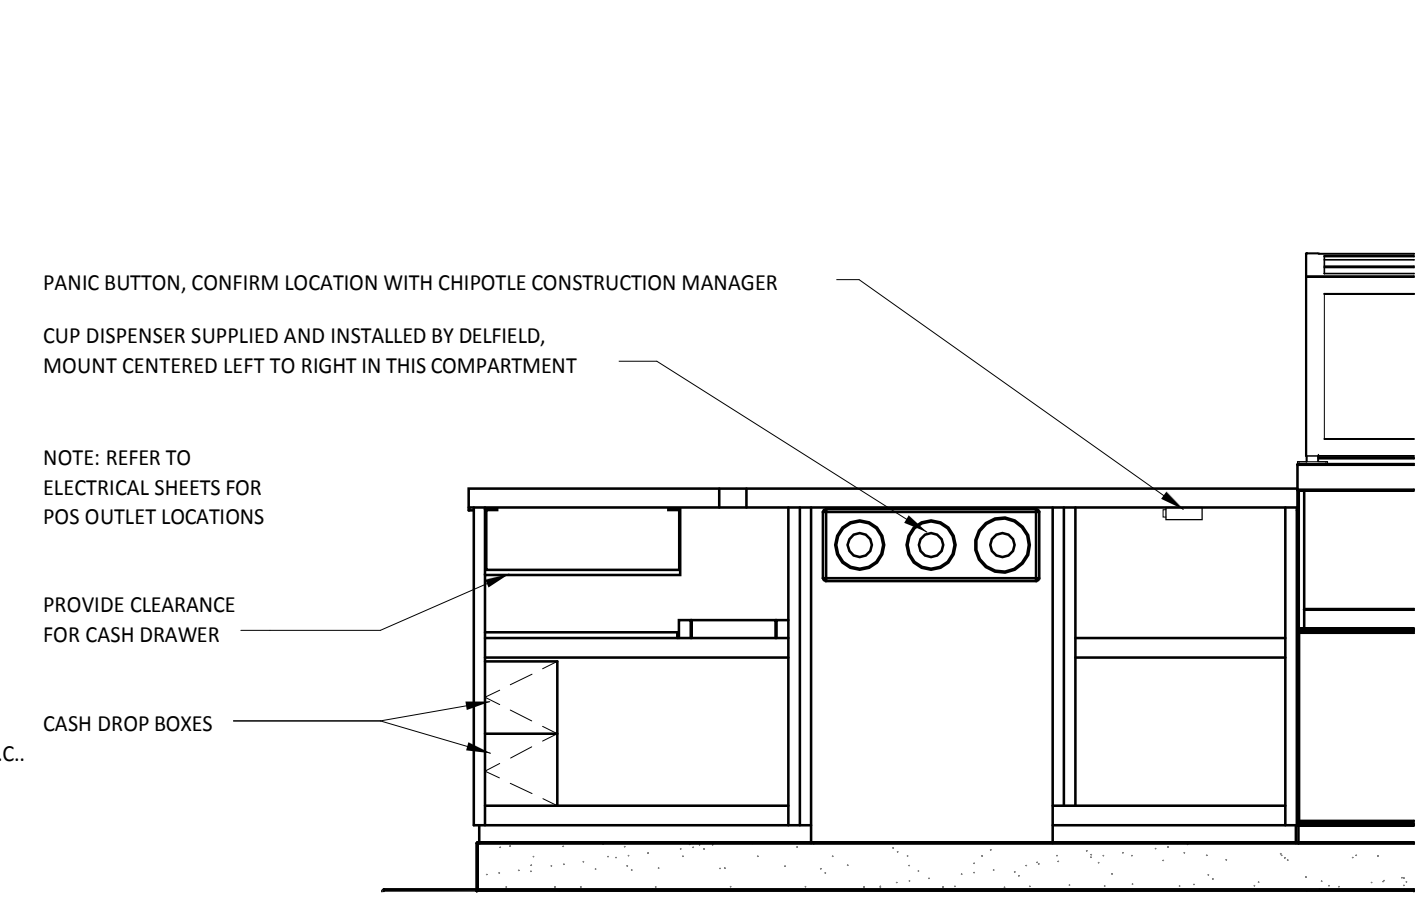 PANIC BUTTON, CONFIRM LOCATION WITH CHIPOTLE CONSTRUCTION MANAGER
CUP DISPENSER SUPPLIED AND INSTALLED BY DELFIELD,
MOUNT CENTERED LEFT TO RIGHT IN THIS COMPARTMENT
NOTE: REFER TO
ELECTRICAL SHEETS FOR
POS OUTLET LOCATIONS
PROVIDE CLEARANCE
FOR CASH DRAWER
CASH DROP BOXES
.C..